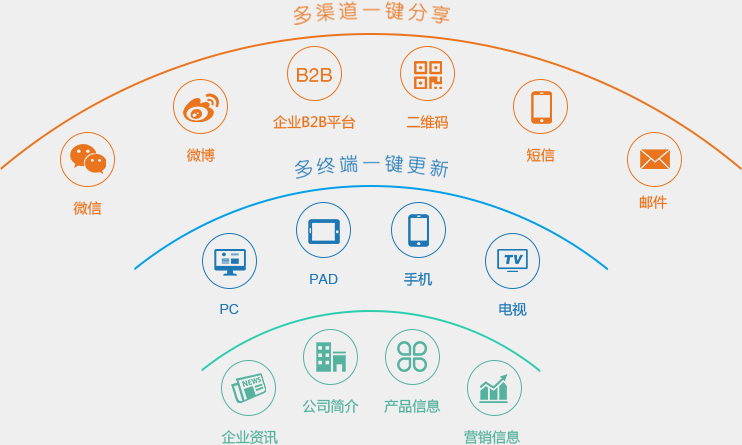 多渠道一键分享
B2B
企业B2B平台
二维码
微博
短信
微信
邮件
多终端一键更新
TV
PC
PAD
手机
电视
NEWS
公司简介
产品信息
企业资讯
营销信息